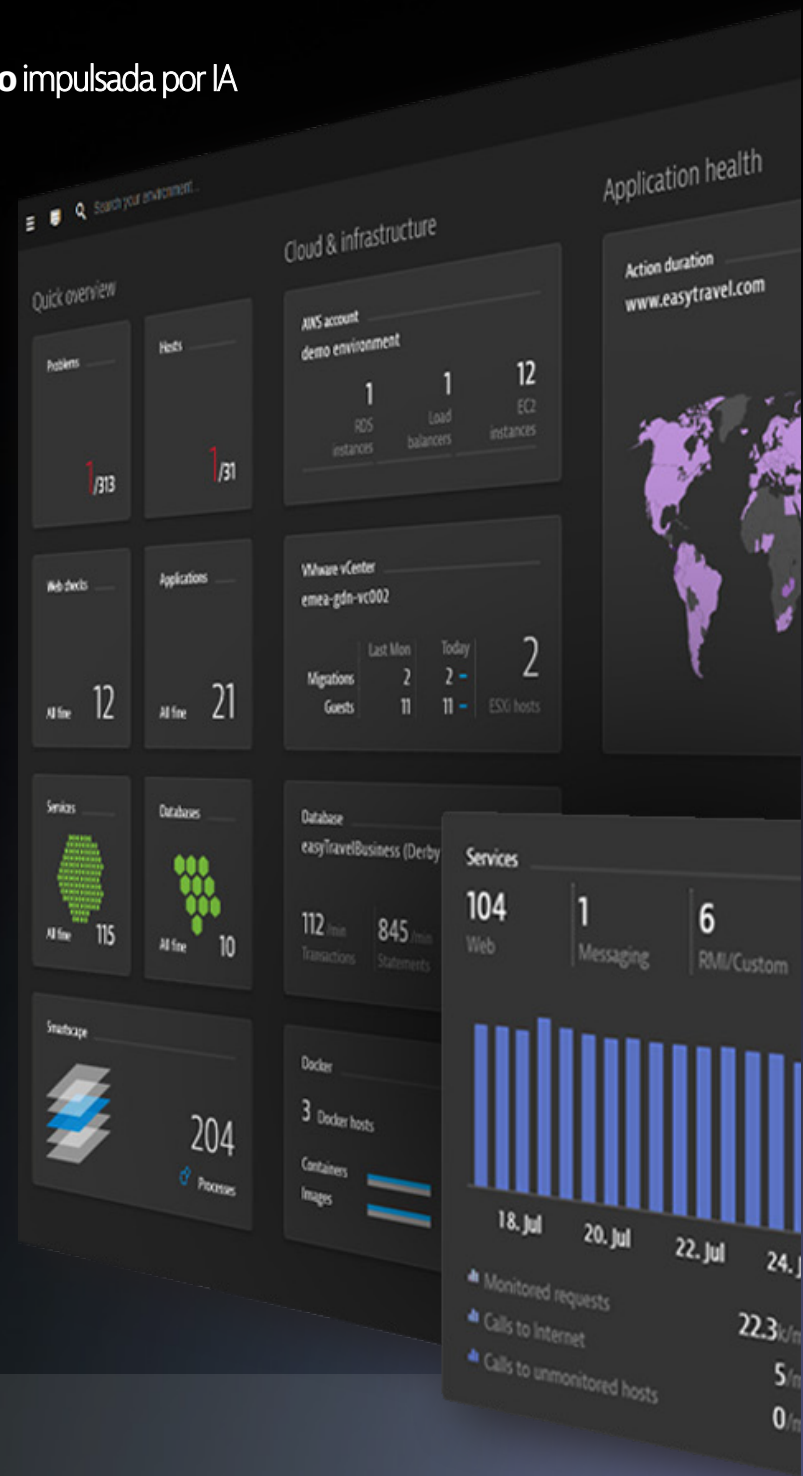 o impulsada por IA
Search your environment...
Quick overview
Problems
1/313
Hosts
1/31
Web checks
All fine 12
Applications
All fine 21
Services
All fine 115
Databases
All fine 10
Smartscape
204
Processes
Cloud & infrastructure
AWS account
demo environment
1 1 12
RDS instances
Load balancers
EC2 instances
VMware vCenter
emea-gdn-vc002
Last Mon Today
Migrations 2 2
Guests 11 11
2
ESXi hosts
Database
easyTravelBusiness (Derby
112 /min
Transactions
845 /min
Statements
Docker
3 Docker hosts
Containers
Images
Application health
Action duration
www.easytravel.com
Services
104 1 6
Web Messaging RMI/Custom
18. Jul 20. Jul 22. Jul 24. J
Monitored requests 22.3k/m
Calls to Internet 5/m
Calls to unmonitored hosts 0/m